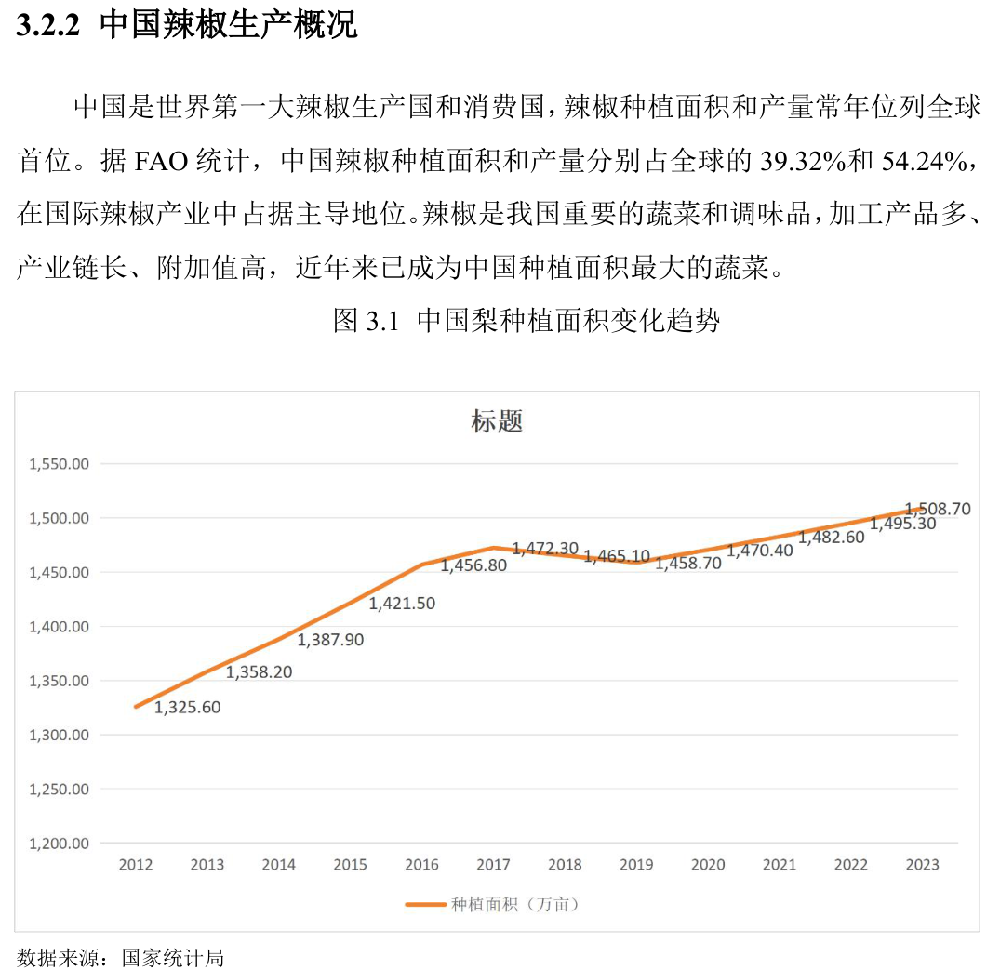 3.2.2 中国辣椒生产概况
中国是世界第一大辣椒生产国和消费国，辣椒种植面积和产量常年位列全球
首位。据 FAO 统计，中国辣椒种植面积和产量分别占全球的 39.32%和 54.24%，
在国际辣椒产业中占据主导地位。辣椒是我国重要的蔬菜和调味品，加工产品多、
产业链长、附加值高，近年来已成为中国种植面积最大的蔬菜。
图 3.1 中国梨种植面积变化趋势
标题
1,550.00
1,500.00
1,450.00
1,400.00
1,350.00
1,300.00
1,250.00
1,200.00
1,325.60
1,358.20
1,387.90
1,421.50
1,456.80
1,472.30
1,465.10
1,458.70
1,470.40
1,482.60
1,495.30
1,508.70
2012 2013 2014 2015 2016 2017 2018 2019 2020 2021 2022 2023
种植面积（万亩）
数据来源：国家统计局